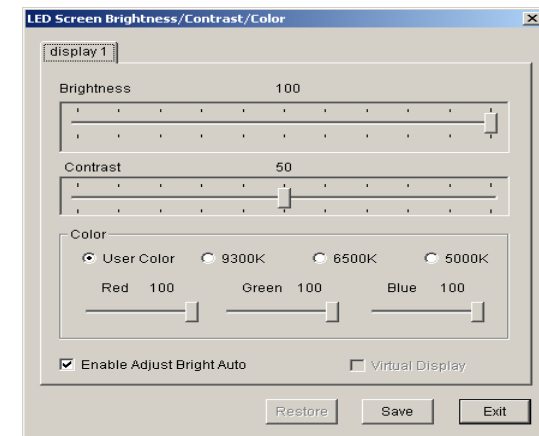 LED Screen Brightness/Contrast/Color
display 1
Brightness 100
Contrast 50
Color
User Color 9300K 6500K 5000K
Red 100 Green 100 Blue 100
Enable Adjust Bright Auto Virtual Display
Restore Save Exit